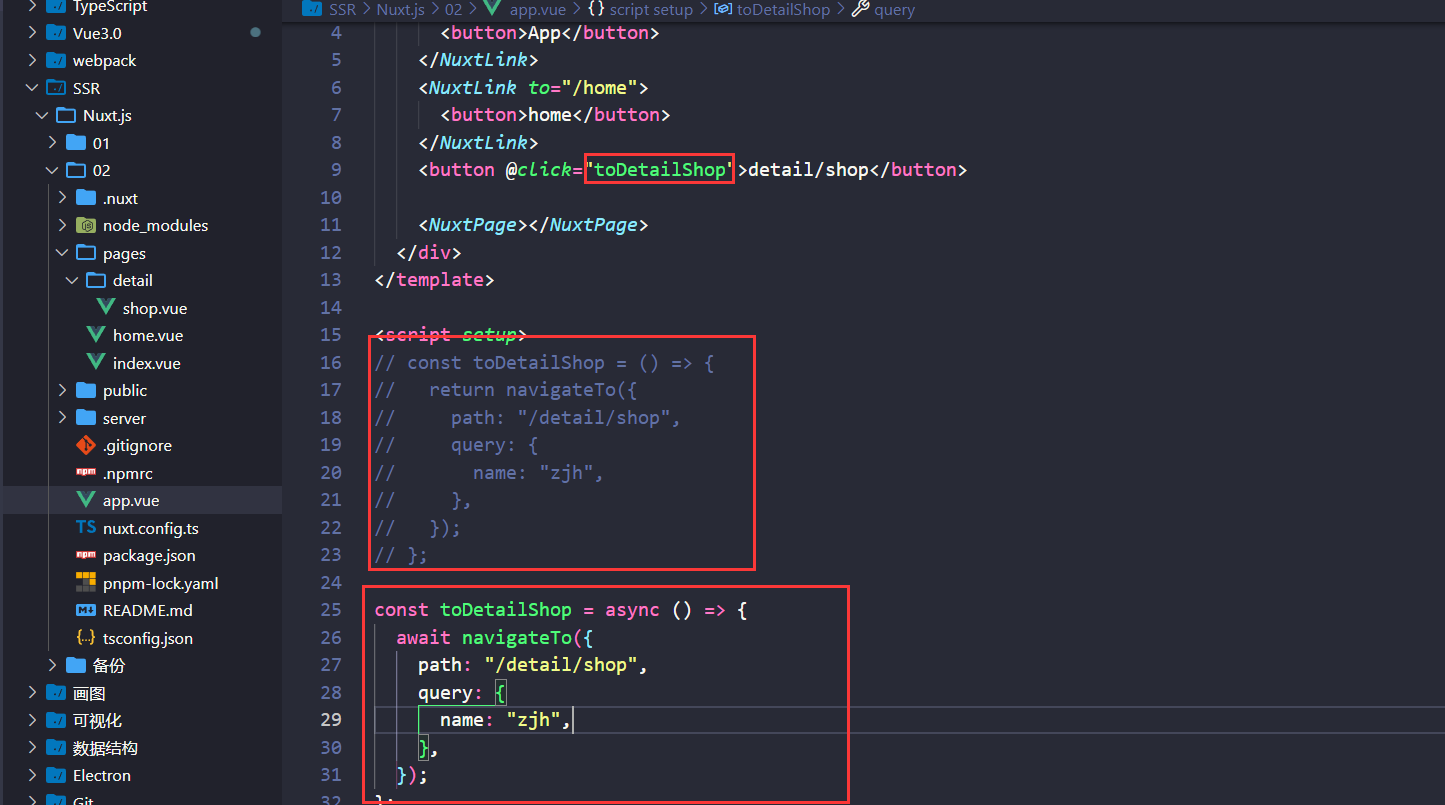 TypeScript
Vue3.0
webpack
SSR
Nuxt.js
01
02
.nuxt
node_modules
pages
detail
shop.vue
home.vue
index.vue
public
server
.gitignore
.npmrc
app.vue
TS nuxt.config.ts
package.json
pnpm-lock.yaml
README.md
{..} tsconfig.json
备份
画图
可视化
数据结构
Electron
Git
SSR > Nuxt.js > 02 > app.vue > {} script setup > toDetailShop > query
4 <button>App</button>
5 </NuxtLink>
6 <NuxtLink to="/home">
7 <button>home</button>
8 </NuxtLink>
9 <button @click="toDetailShop">detail/shop</button>
10
11 <NuxtPage></NuxtPage>
12 </div>
13 </template>
14
15 <script setup>
16 // const toDetailShop = () => {
17 //   return navigateTo({
18 //     path: "/detail/shop",
19 //     query: {
20 //       name: "zjh",
21 //     },
22 //   });
23 // };
24
25 const toDetailShop = async () => {
26 await navigateTo({
27 path: "/detail/shop",
28 query: {
29 name: "zjh",
30 },
31 });
32 };